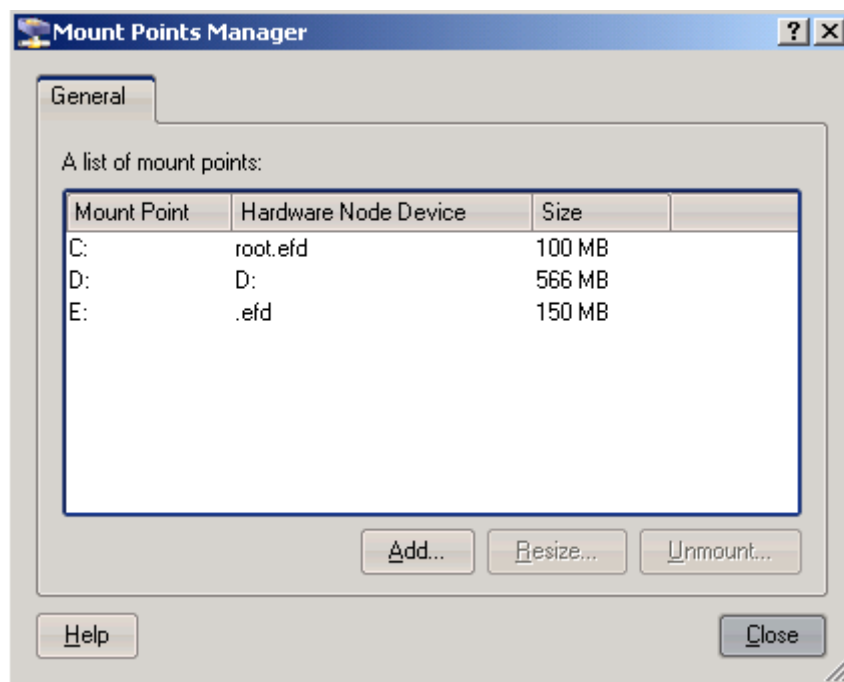 Mount Points Manager
General
A list of mount points:
Mount Point Hardware Node Device Size
C: root.efd 100 MB
D: D: 566 MB
E: .efd 150 MB
Add... Resize... Unmount...
Help Close